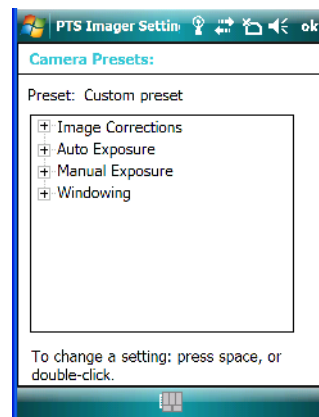 PTS Imager Settin
ok
Camera Presets:
Preset: Custom preset
Image Corrections
Auto Exposure
Manual Exposure
Windowing
To change a setting: press space, or
double-click.